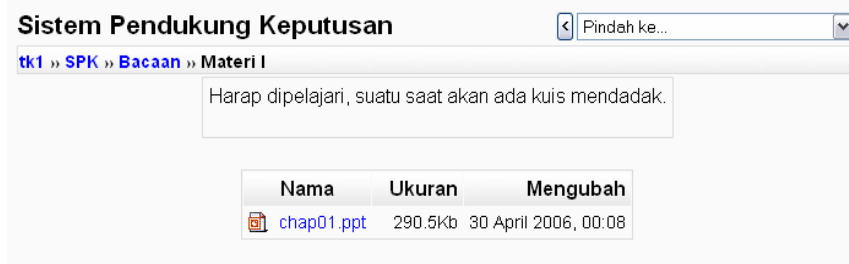 Sistem Pendukung Keputusan
< Pindah ke...
tk1 » SPK » Bacaan » Materi I
Harap dipelajari, suatu saat akan ada kuis mendadak.
Nama Ukuran Mengubah
chap01.ppt 290.5Kb 30 April 2006, 00:08